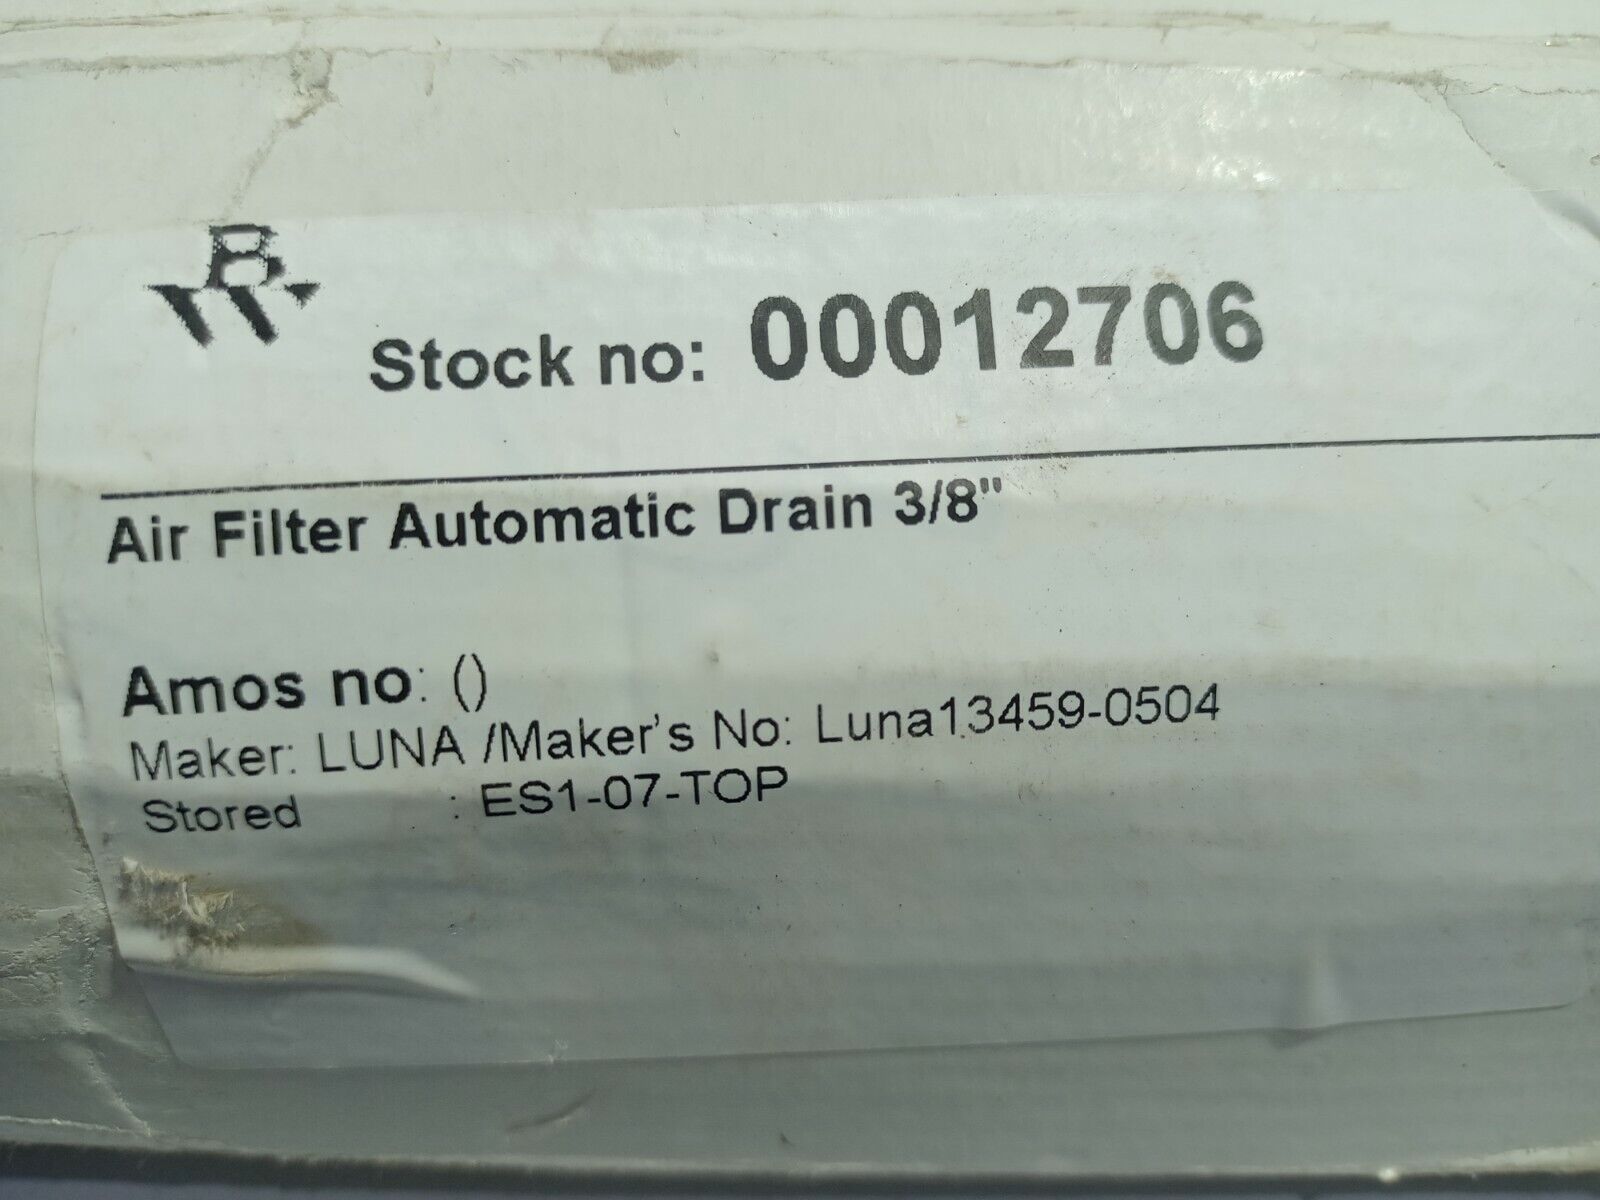 B
W
Stock no: 00012706
Air Filter Automatic Drain 3/8"
Amos no: ()
Maker: LUNA /Maker's No: Luna13459-0504
Stored : ES1-07-TOP